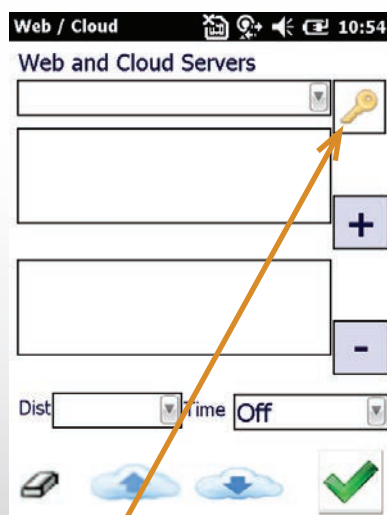 Web / Cloud 10:54
Web and Cloud Servers
+
-
Dist Time Off